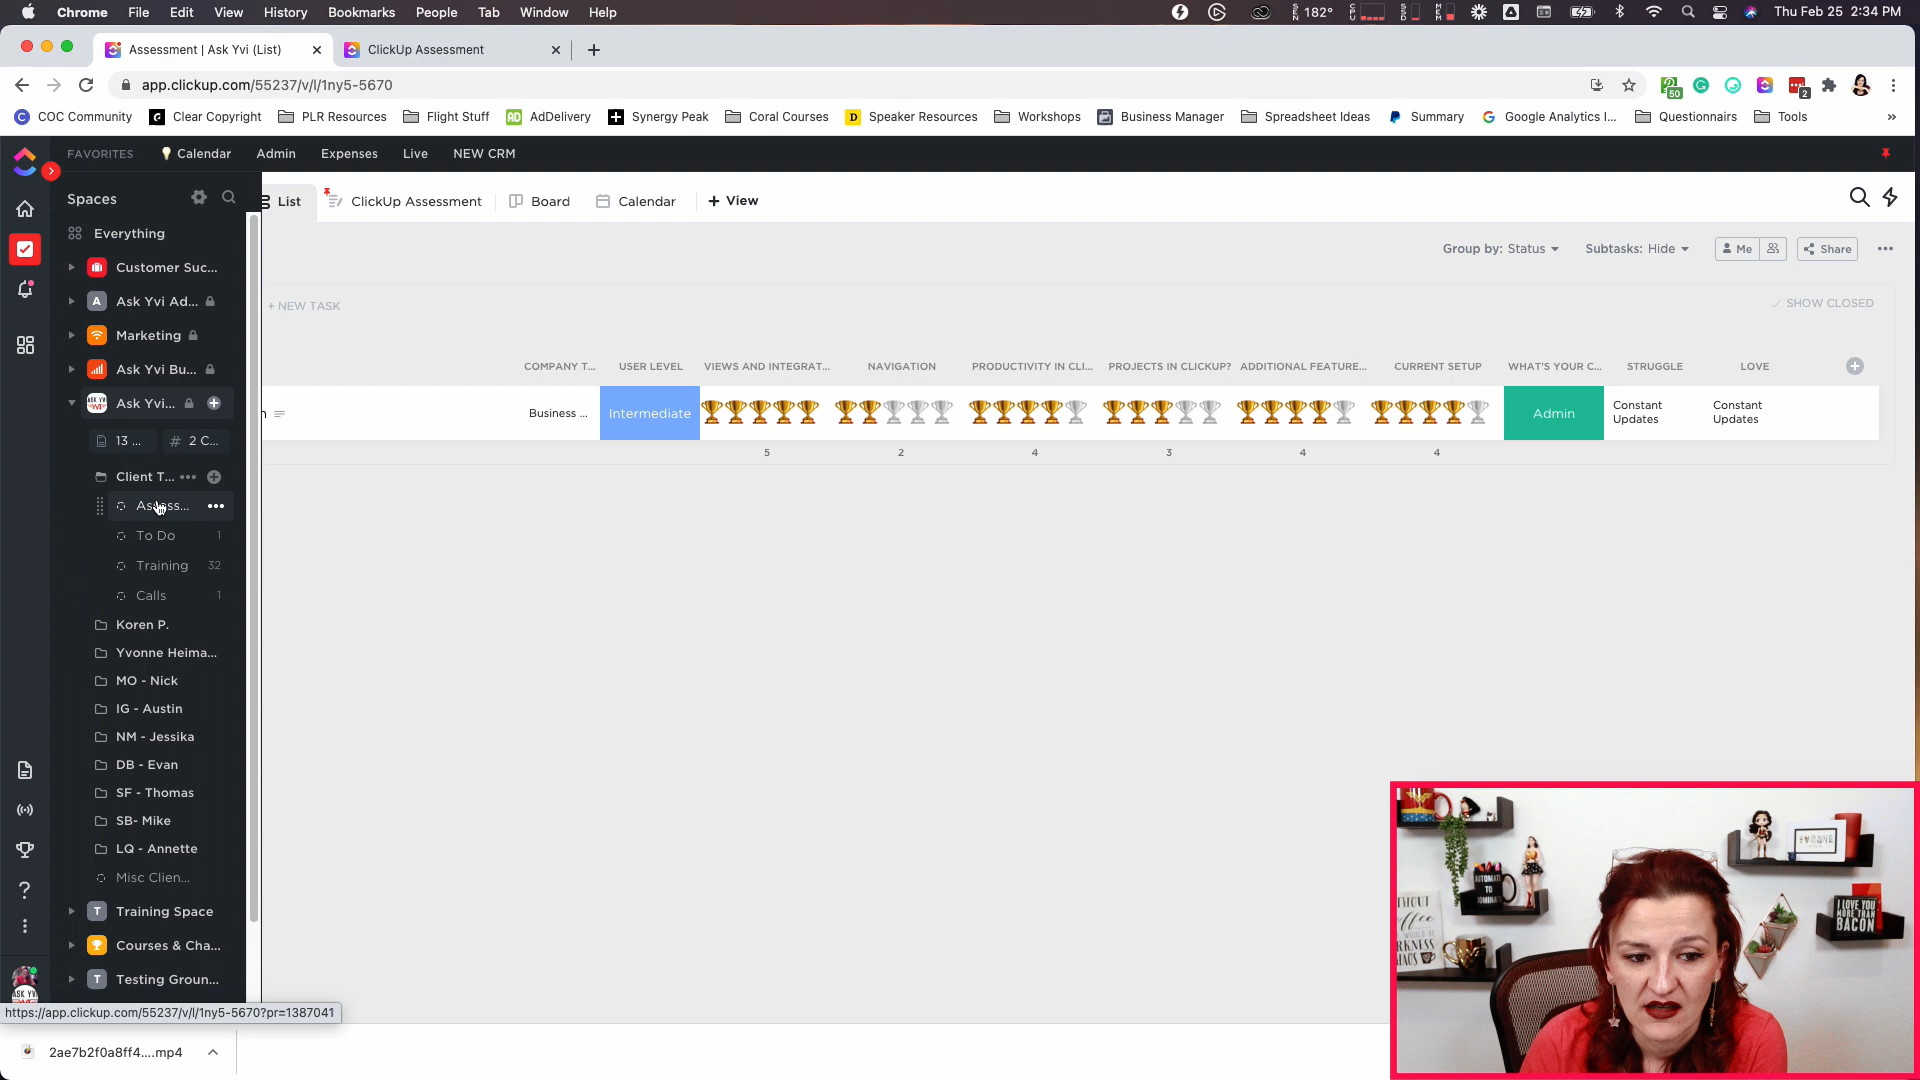 Chrome File Edit View History Bookmarks People Tab Window Help
182° Thu Feb 25 2:34 PM
Assessment | Ask Yvi (List)
ClickUp Assessment
app.clickup.com/55237/v/l/1ny5-5670
50
2
COC Community Clear Copyright PLR Resources Flight Stuff AdDelivery Synergy Peak Coral Courses Speaker Resources Workshops Business Manager Spreadsheet Ideas Summary Google Analytics I... Questionnairs Tools »
FAVORITES Calendar Admin Expenses Live NEW CRM
Spaces
List ClickUp Assessment Board Calendar + View
Everything
Group by: Status Subtasks: Hide Me Share
Customer Suc...
A Ask Yvi Ad...
+ NEW TASK SHOW CLOSED
Marketing
Ask Yvi Bu...
COMPANY T... USER LEVEL VIEWS AND INTEGRAT... NAVIGATION PRODUCTIVITY IN CLI... PROJECTS IN CLICKUP? ADDITIONAL FEATURE... CURRENT SETUP WHAT'S YOUR C... STRUGGLE LOVE
Ask Yvi...
n Business ... Intermediate Admin Constant Updates Constant Updates
13 ... # 2 C...
5 2 4 3 4 4
Client T...
Assess...
To Do 1
Training 32
Calls 1
Koren P.
Yvonne Heima...
MO - Nick
IG - Austin
NM - Jessika
DB - Evan
SF - Thomas
SB- Mike
LQ - Annette
Misc Clien...
T Training Space
Courses & Cha...
T Testing Groun...
https://app.clickup.com/55237/v/l/1ny5-5670?pr=1387041
2ae7b2f0a8ff4....mp4
AUTOMATE
TO
DOMINATE
I LOVE YOU
MORE THAN
BACON